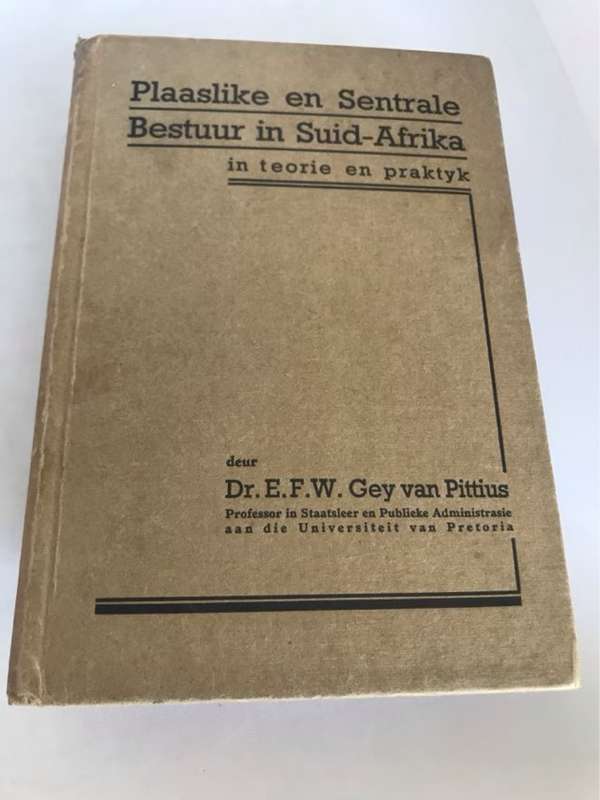 Plaaslike en Sentrale
Bestuur in Suid-Afrika
in teorie en praktyk
deur
Dr. E.F.W. Gey van Pittius
Professor in Staatsleer en Publieke Administrasie
aan die Universiteit van Pretoria